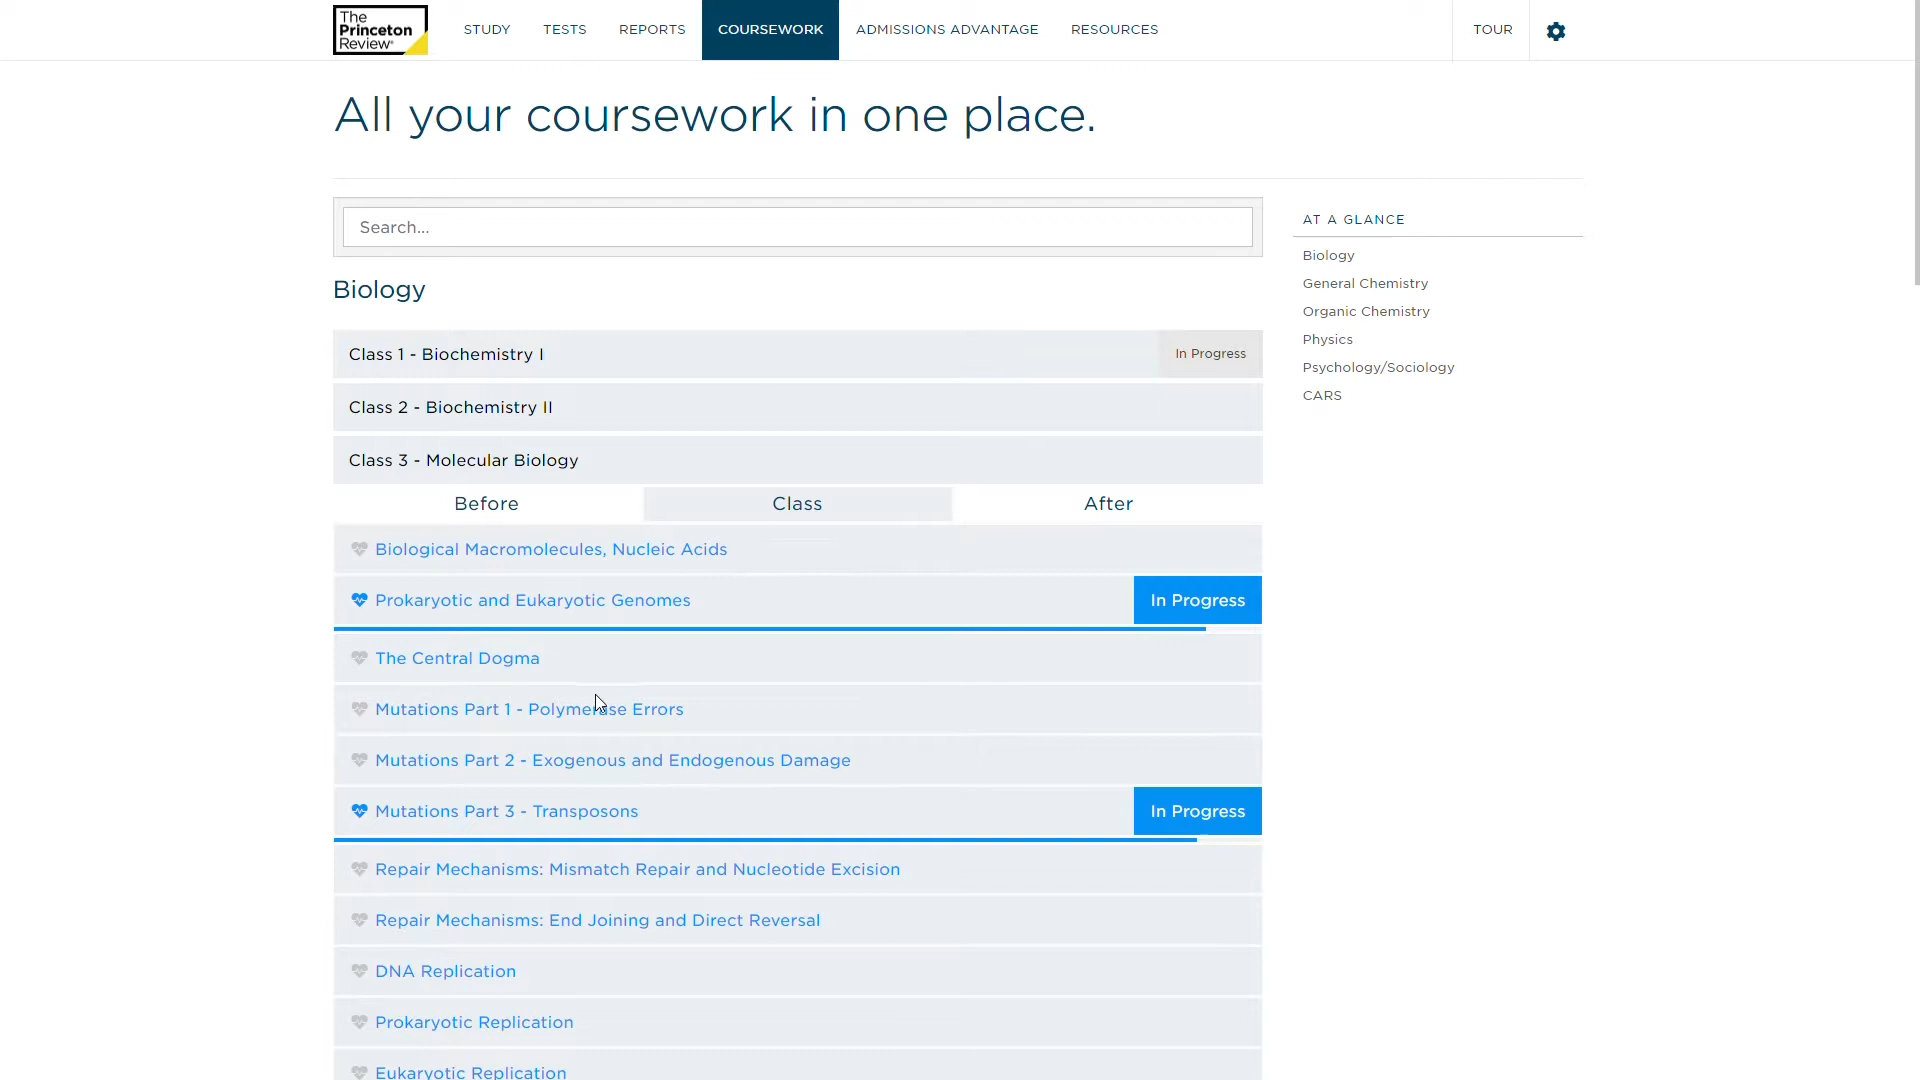 The
Princeton
Review®
STUDY
TESTS
REPORTS
COURSEWORK
ADMISSIONS ADVANTAGE
RESOURCES
TOUR
All your coursework in one place.
Search...
AT A GLANCE
Biology
General Chemistry
Organic Chemistry
Physics
Psychology/Sociology
CARS
Biology
Class 1 - Biochemistry I
In Progress
Class 2 - Biochemistry II
Class 3 - Molecular Biology
Before
Class
After
Biological Macromolecules, Nucleic Acids
Prokaryotic and Eukaryotic Genomes
In Progress
The Central Dogma
Mutations Part 1 - Polymerase Errors
Mutations Part 2 - Exogenous and Endogenous Damage
Mutations Part 3 - Transposons
In Progress
Repair Mechanisms: Mismatch Repair and Nucleotide Excision
Repair Mechanisms: End Joining and Direct Reversal
DNA Replication
Prokaryotic Replication
Eukaryotic Replication